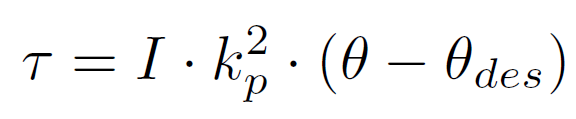 τ = I · k_p^2 · (θ − θ_des)